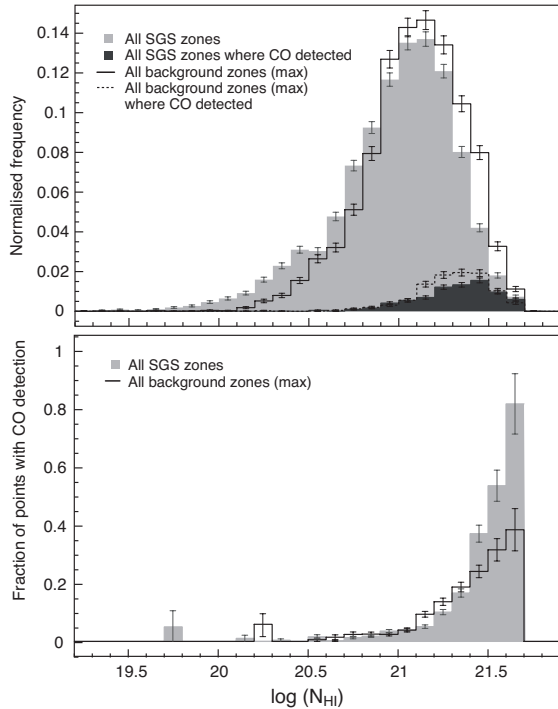 All SGS zones
All SGS zones where CO detected
All background zones (max)
All background zones (max)
where CO detected
Normalised frequency
0.14
0.12
0.1
0.08
0.06
0.04
0.02
0
All SGS zones
All background zones (max)
Fraction of points with CO detection
1
0.8
0.6
0.4
0.2
0
19.5
20
20.5
21
21.5
log (N_HI)